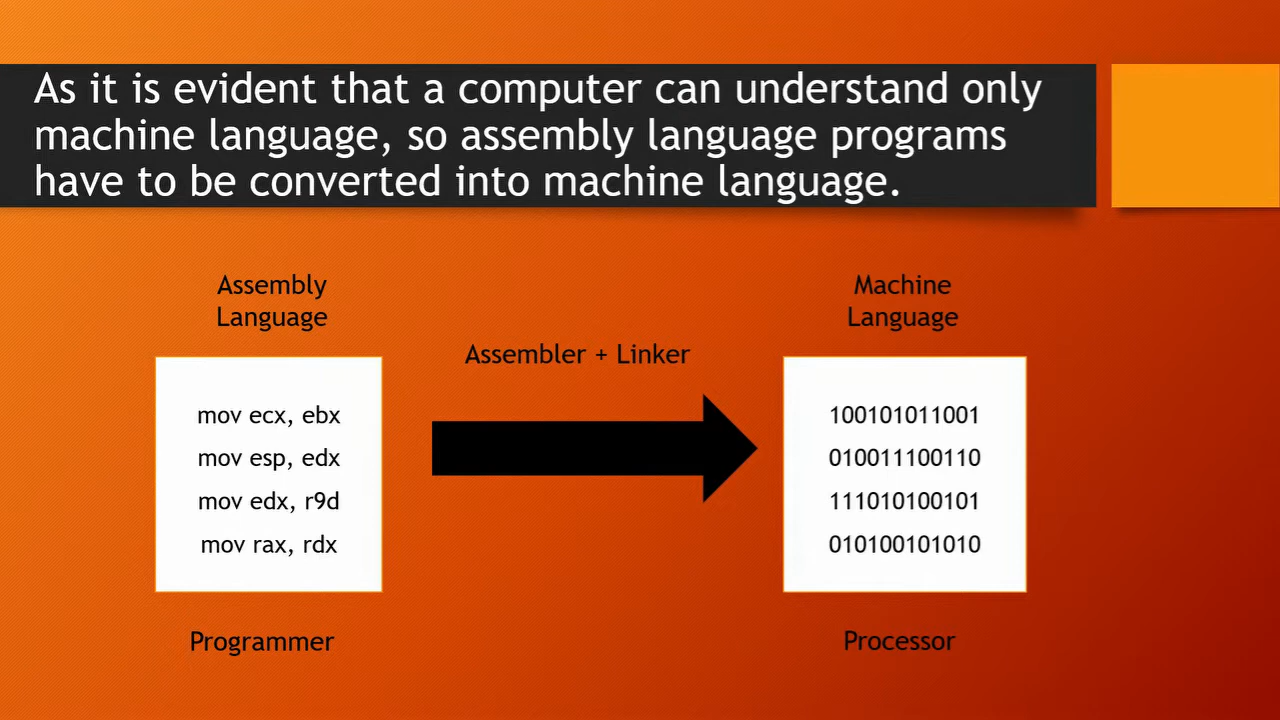 As it is evident that a computer can understand only
machine language, so assembly language programs
have to be converted into machine language.
Assembly
Language
Machine
Language
Assembler + Linker
mov ecx, ebx
mov esp, edx
mov edx, r9d
mov rax, rdx
100101011001
010011100110
111010100101
010100101010
Programmer
Processor